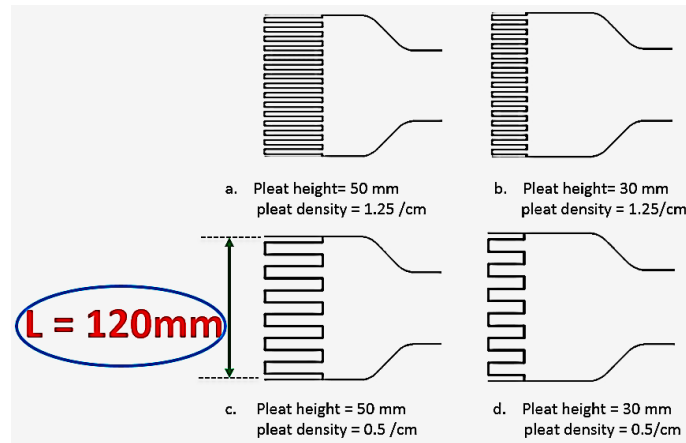 a. Pleat height= 50 mm
pleat density = 1.25 /cm
b. Pleat height= 30 mm
pleat density = 1.25/cm
L = 120mm
c. Pleat height = 50 mm
pleat density = 0.5 /cm
d. Pleat height = 30 mm
pleat density = 0.5/cm